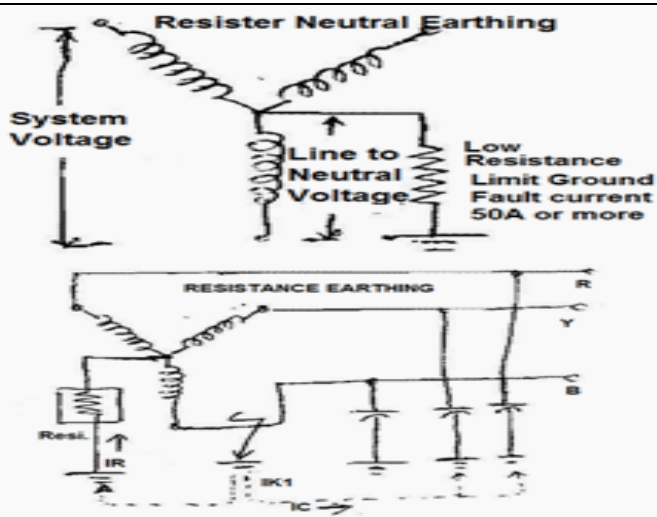 Resister Neutral Earthing
System
Voltage
Line to
Neutral
Voltage
Low
Resistance
Limit Ground
Fault current
50A or more
RESISTANCE EARTHING
R
Y
B
Resi.
IR
IK1
IC